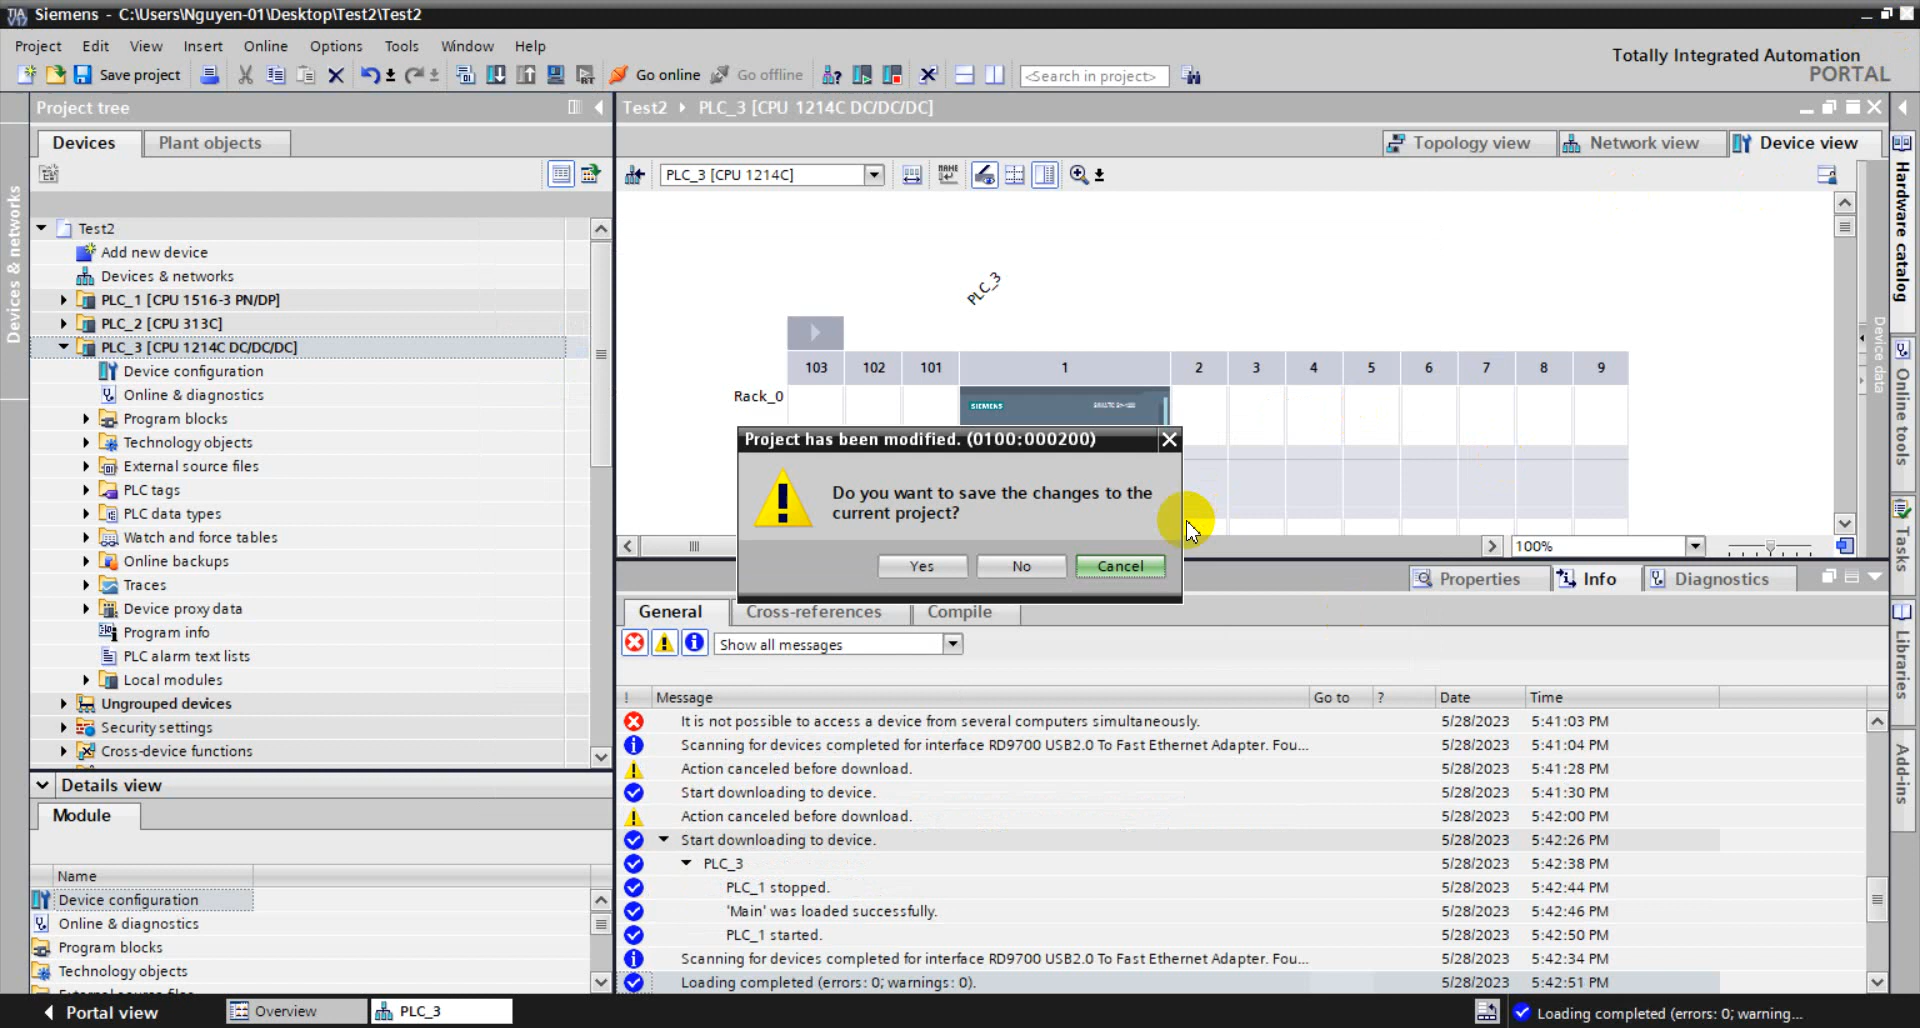 Siemens - C:\Users\Nguyen-01\Desktop\Test2\Test2
Project Edit View Insert Online Options Tools Window Help
Totally Integrated Automation
PORTAL
Save project
Go online
Go offline
<Search in project>
Project tree
Test2 PLC_3 [CPU 1214C DC/DC/DC]
Devices
Plant objects
Topology view
Network view
Device view
PLC_3 [CPU 1214C]
Devices & networks
Test2
Add new device
Devices & networks
PLC_1 [CPU 1516-3 PN/DP]
PLC_2 [CPU 313C]
PLC_3 [CPU 1214C DC/DC/DC]
Device configuration
Online & diagnostics
Program blocks
Technology objects
External source files
PLC tags
PLC data types
Watch and force tables
Online backups
Traces
Device proxy data
Program info
PLC alarm text lists
Local modules
Ungrouped devices
Security settings
Cross-device functions
Details view
Module
Name
Device configuration
Online & diagnostics
Program blocks
Technology objects
PLC_3
103 102 101 1 2 3 4 5 6 7 8 9
Rack_0
SIEMENS
Project has been modified. (0100:000200)
Do you want to save the changes to the
current project?
Yes No Cancel
100%
Device data
Hardware catalog
Online tools
Tasks
Libraries
Add-ins
Properties
Info
Diagnostics
General Cross-references Compile
Show all messages
! Message Go to ? Date Time
It is not possible to access a device from several computers simultaneously. 5/28/2023 5:41:03 PM
Scanning for devices completed for interface RD9700 USB2.0 To Fast Ethernet Adapter. Fou... 5/28/2023 5:41:04 PM
Action canceled before download. 5/28/2023 5:41:28 PM
Start downloading to device. 5/28/2023 5:41:30 PM
Action canceled before download. 5/28/2023 5:42:00 PM
Start downloading to device. 5/28/2023 5:42:26 PM
PLC_3 5/28/2023 5:42:38 PM
PLC_1 stopped. 5/28/2023 5:42:44 PM
'Main' was loaded successfully. 5/28/2023 5:42:46 PM
PLC_1 started. 5/28/2023 5:42:50 PM
Scanning for devices completed for interface RD9700 USB2.0 To Fast Ethernet Adapter. Fou... 5/28/2023 5:42:34 PM
Loading completed (errors: 0; warnings: 0). 5/28/2023 5:42:51 PM
Portal view
Overview
PLC_3
Loading completed (errors: 0; warning...